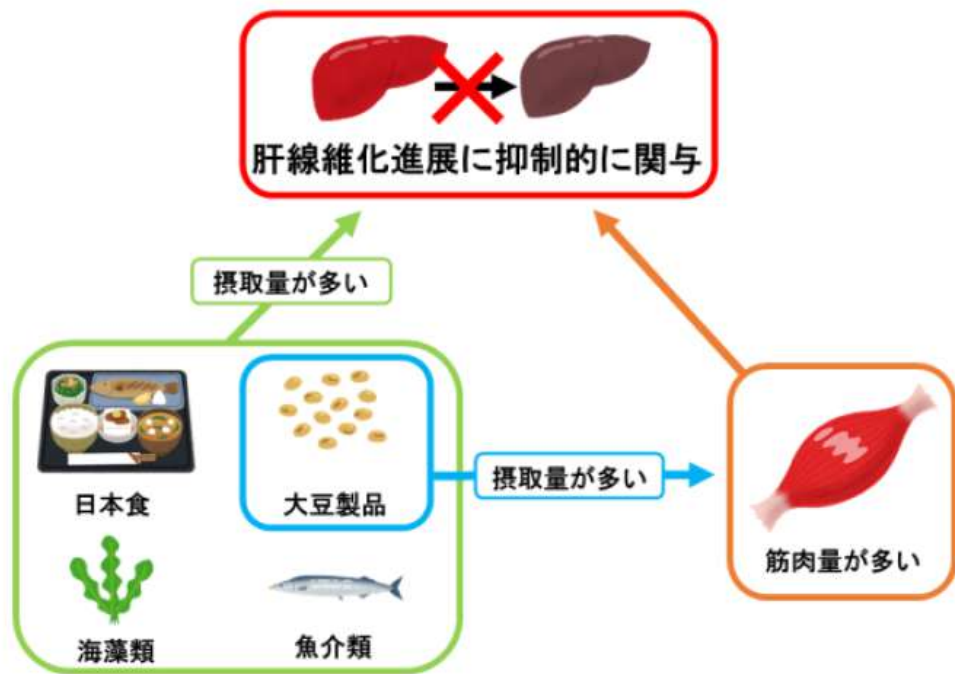 肝線維化進展に抑制的に関与
摂取量が多い
日本食
大豆製品
摂取量が多い
海藻類
魚介類
筋肉量が多い